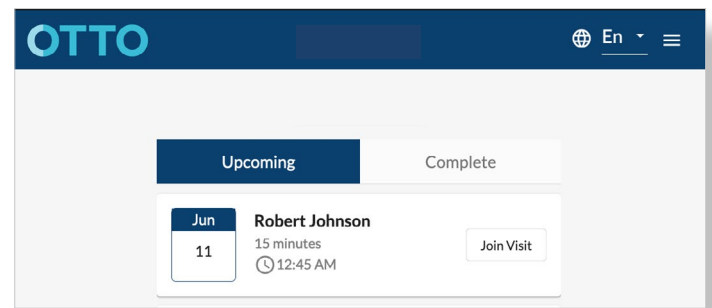 OTTO
En
Upcoming Complete
Jun
11
Robert Johnson
15 minutes
12:45 AM
Join Visit